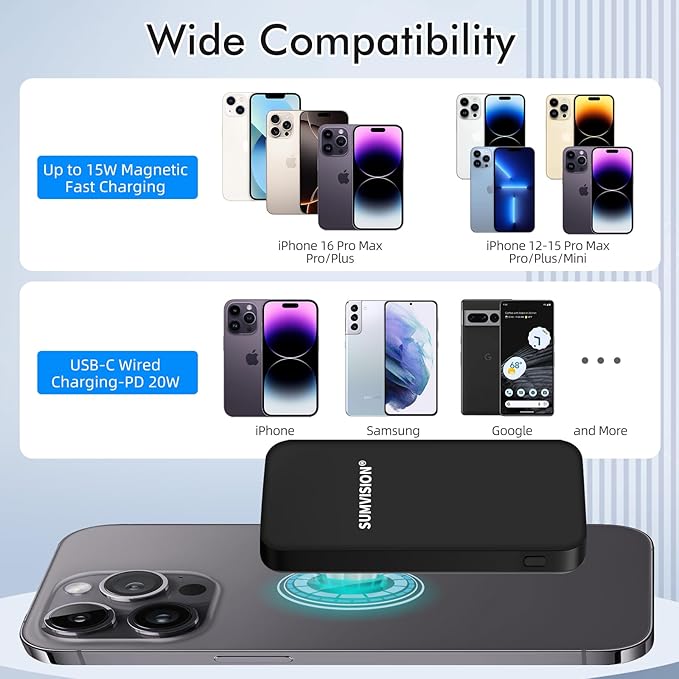 Wide Compatibility
Up to 15W Magnetic
Fast Charging
iPhone 16 Pro Max
Pro/Plus
iPhone 12-15 Pro Max
Pro/Plus/Mini
USB-C Wired
Charging-PD 20W
68°
G
iPhone
Samsung
Google
and More
SUMVISION®